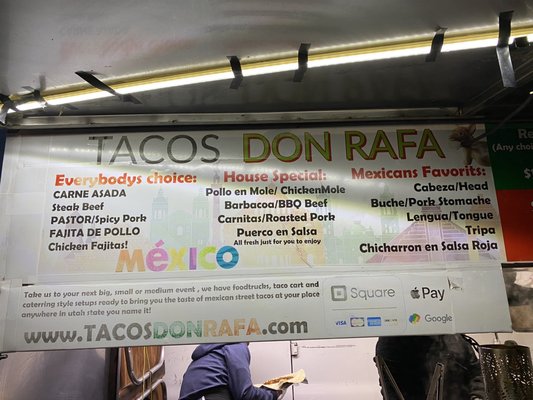 TACOS DON RAFA
Everybodys choice:
CARNE ASADA
Steak Beef
PASTOR/Spicy Pork
FAJITA DE POLLO
Chicken Fajitas!
House Special:
Pollo en Mole/ ChickenMole
Barbacoa/BBQ Beef
Carnitas/Roasted Pork
Puerco en Salsa
All fresh just for you to enjoy
Mexicans Favorits:
Cabeza/Head
Buche/Pork Stomache
Lengua/Tongue
Tripa
Chicharron en Salsa Roja
MÉXICO
(Any choi
Take us to your next big, small or medium event , we have foodtrucks, taco cart and
caterring style setups ready to bring you the taste of mexican street tacos at your place
anywhere in utah state you name it!
www.TACOSDONRAFA.com
Square
Pay
VISA
Google